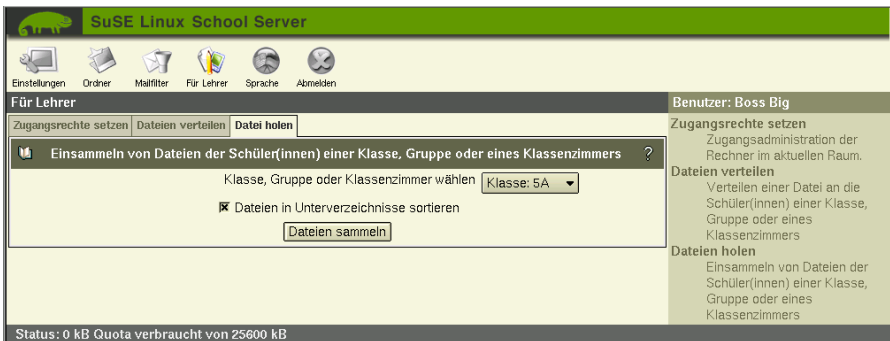 SuSE Linux School Server
Einstellungen Ordner Mailfilter Für Lehrer Sprache Abmelden
Für Lehrer
Zugangsrechte setzen Dateien verteilen Datei holen
Einsammeln von Dateien der Schüler(innen) einer Klasse, Gruppe oder eines Klassenzimmers ?
Klasse, Gruppe oder Klassenzimmer wählen Klasse: 5A
Dateien in Unterverzeichnisse sortieren
Dateien sammeln
Status: 0 kB Quota verbraucht von 25600 kB
Benutzer: Boss Big
Zugangsrechte setzen
Zugangsadministration der
Rechner im aktuellen Raum.
Dateien verteilen
Verteilen einer Datei an die
Schüler(innen) einer Klasse,
Gruppe oder eines
Klassenzimmers
Dateien holen
Einsammeln von Dateien der
Schüler(innen) einer Klasse,
Gruppe oder eines
Klassenzimmers